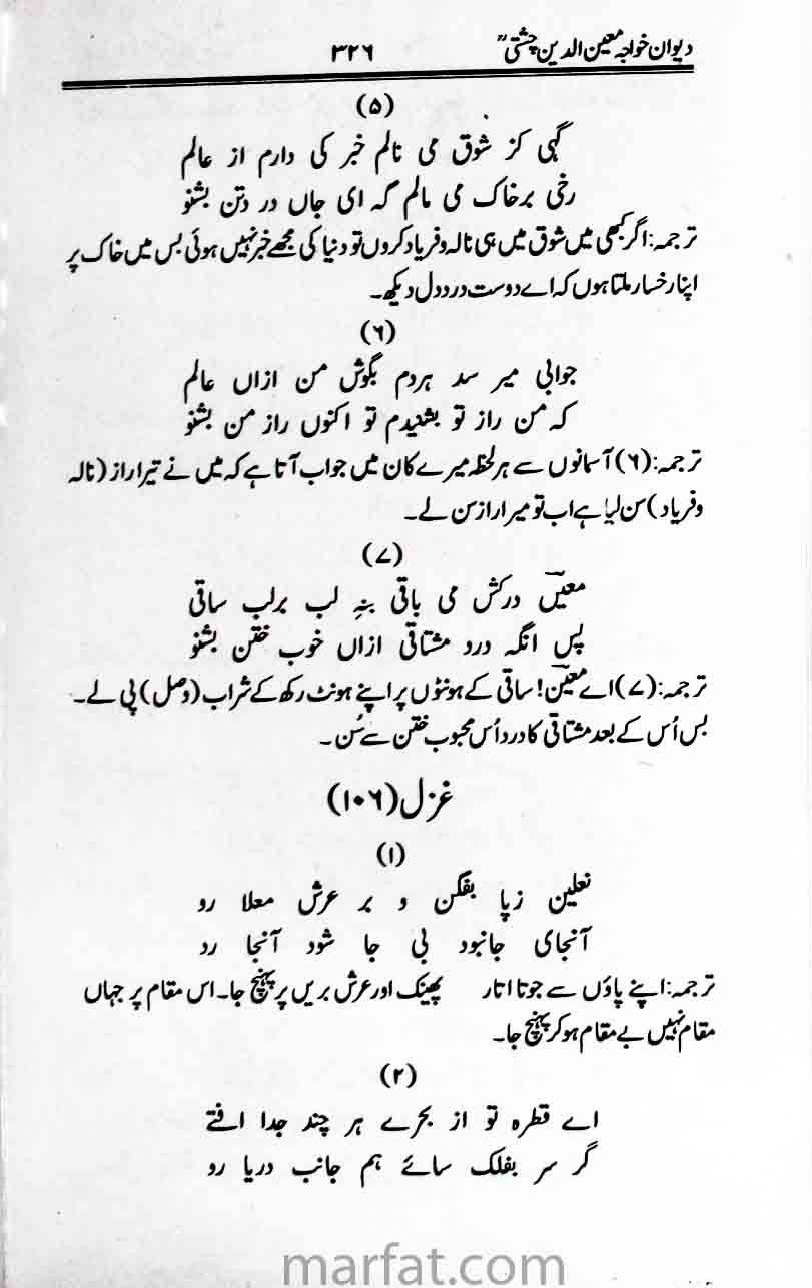 دیوان خواجہ معین الدین چشتیؒ ۳۲۶
(۵)
گہی کز شوق می نالم خبر کی دارم از عالم
رخی برخاک می مالم کہ ای جاں در دتن بشنو
ترجمہ:اگر کبھی میں شوق میں ہی نالہ وفریاد کروں تو دنیا کی مجھے خبر نہیں ہوئی بس میں خاک پر
اپنا رخسار ملتا ہوں کہ اے دوست درد دل دیکھ۔
(۶)
جوابی میر سد ہردم بگوش من ازاں عالم
کہ من راز تو بشنیدم تو اکنوں راز من بشنو
ترجمہ:(۶)آسمانوں سے ہر لحظہ میرے کان میں جواب آتا ہے کہ میں نے تیرا راز (نالہ
وفریاد) سن لیا ہے اب تو میرا راز سن لے۔
(۷)
معینؔ درکش می باقی بنہِ لب برلب ساقی
پس انگہ درد مشتاقی ازاں خوب ختن بشنو
ترجمہ:(۷)اے معینؔ! ساقی کے ہونٹوں پر اپنے ہونٹ رکھ کے شراب (وصل) پی لے۔
بس اُس کے بعد مشتاقی کا درد اُس محبوب ختن سے سُن۔
غزل(۱۰۶)
(۱)
نعلین زپا بفگن و بر عرش معلا رو
آنجای جانبود بی جا شود آنجا رد
ترجمہ:اپنے پاؤں سے جوتا اتار پھینک اور عرش بریں پر پہنچ جا۔اس مقام پر جہاں
مقام نہیں بے مقام ہوکر پہنچ جا۔
(۲)
اے قطرہ تو از بحرے ہر چند جدا افتے
گر سر بفلک سائے ہم جانب دریا رو
marfat.com